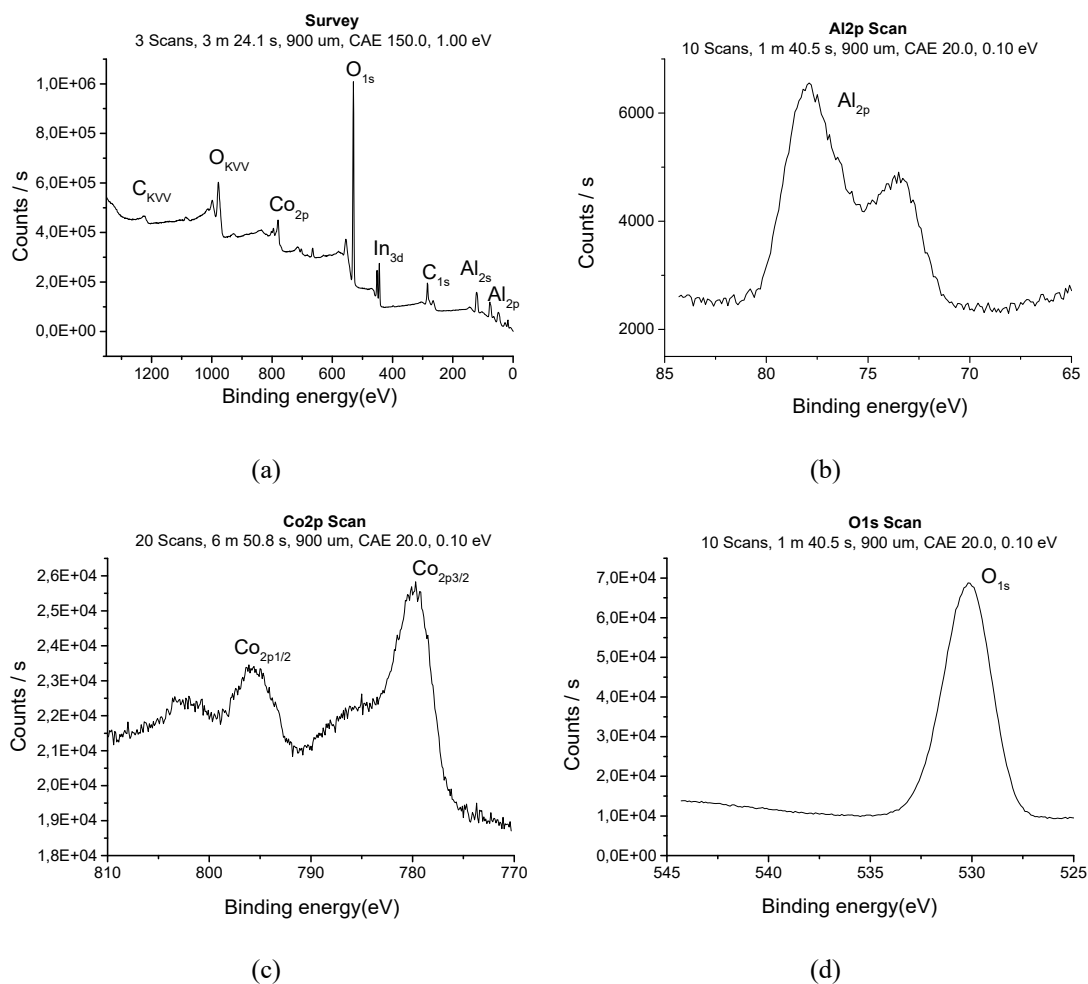 Survey
3 Scans, 3 m 24.1 s, 900 um, CAE 150.0, 1.00 eV
O1s
1,0E+06
8,0E+05
6,0E+05
4,0E+05
2,0E+05
0,0E+00
Counts / s
CKVV
OKVV
Co2p
In3d
C1s
Al2s
Al2p
1200 1000 800 600 400 200 0
Binding energy(eV)
(a)
Al2p Scan
10 Scans, 1 m 40.5 s, 900 um, CAE 20.0, 0.10 eV
Al2p
6000
4000
2000
Counts / s
85 80 75 70 65
Binding energy(eV)
(b)
Co2p Scan
20 Scans, 6 m 50.8 s, 900 um, CAE 20.0, 0.10 eV
Co2p3/2
Co2p1/2
2,6E+04
2,5E+04
2,3E+04
2,2E+04
2,1E+04
1,9E+04
1,8E+04
Counts / s
810 800 790 780 770
Binding energy(eV)
(c)
O1s Scan
10 Scans, 1 m 40.5 s, 900 um, CAE 20.0, 0.10 eV
O1s
7,0E+04
6,0E+04
5,0E+04
4,0E+04
3,0E+04
2,0E+04
1,0E+04
0,0E+00
Counts / s
545 540 535 530 525
Binding energy(eV)
(d)